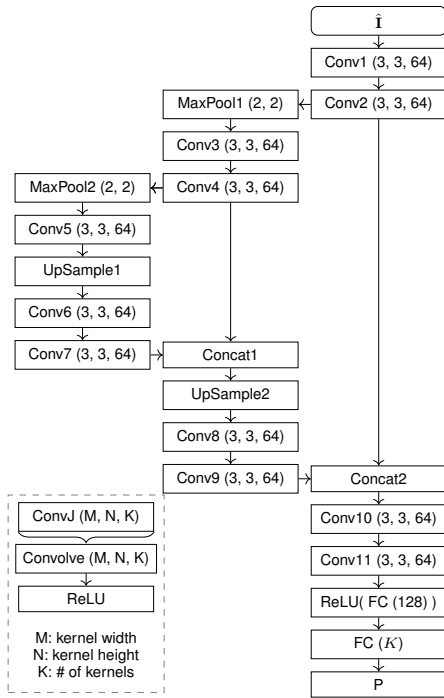 Î
Conv1 (3, 3, 64)
MaxPool1 (2, 2)
Conv2 (3, 3, 64)
Conv3 (3, 3, 64)
MaxPool2 (2, 2)
Conv4 (3, 3, 64)
Conv5 (3, 3, 64)
UpSample1
Conv6 (3, 3, 64)
Conv7 (3, 3, 64)
Concat1
UpSample2
Conv8 (3, 3, 64)
Conv9 (3, 3, 64)
Concat2
Conv10 (3, 3, 64)
Conv11 (3, 3, 64)
ReLU( FC (128) )
FC (K)
P
ConvJ (M, N, K)
Convolve (M, N, K)
ReLU
M: kernel width
N: kernel height
K: # of kernels